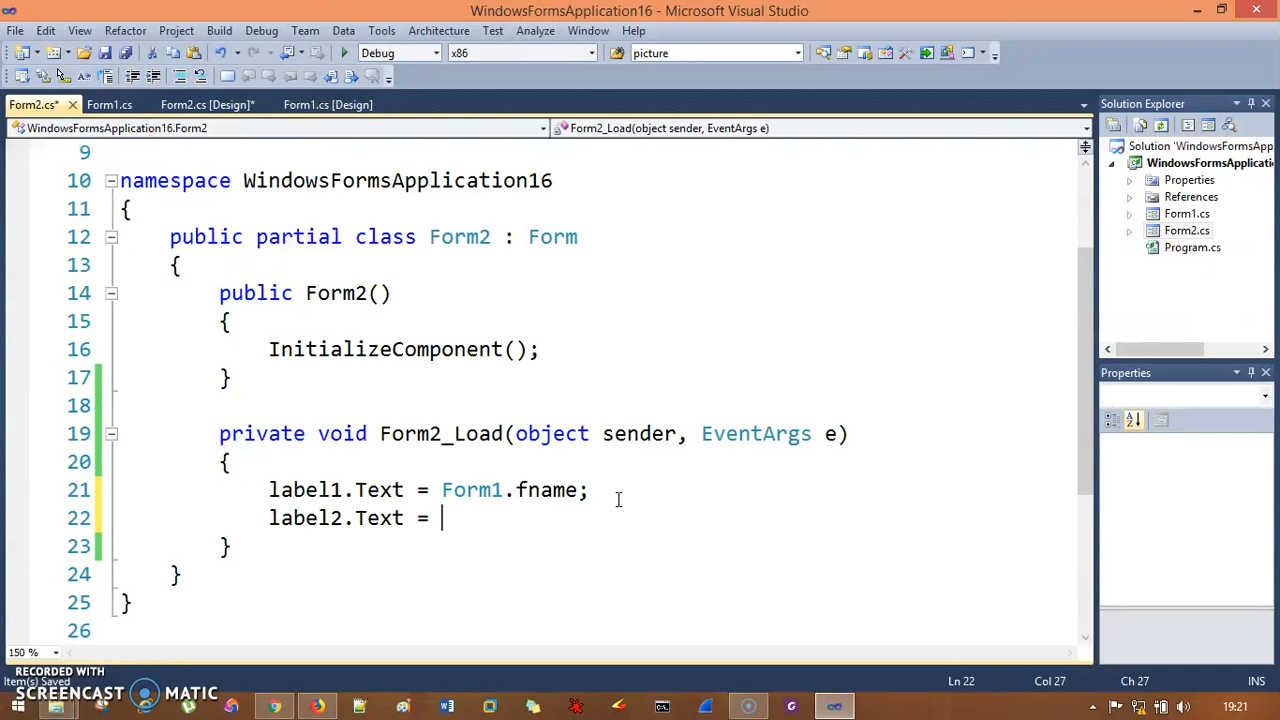 WindowsFormsApplication16 - Microsoft Visual Studio
File Edit View Refactor Project Build Debug Team Data Tools Architecture Test Analyze Window Help
Debug x86 picture
Form2.cs* Form1.cs Form2.cs [Design]* Form1.cs [Design]
WindowsFormsApplication16.Form2 Form2_Load(object sender, EventArgs e)
9
10 namespace WindowsFormsApplication16
11 {
12 public partial class Form2 : Form
13 {
14 public Form2()
15 {
16 InitializeComponent();
17 }
18
19 private void Form2_Load(object sender, EventArgs e)
20 {
21 label1.Text = Form1.fname;
22 label2.Text =
23 }
24 }
25 }
26
150 %
Solution Explorer
Solution 'WindowsFormsApp
WindowsFormsApplicati
Properties
References
Form1.cs
Form2.cs
Program.cs
Properties
Item(s) Saved Ln 22 Col 27 Ch 27 INS
RECORDED WITH
SCREENCAST MATIC
19:21